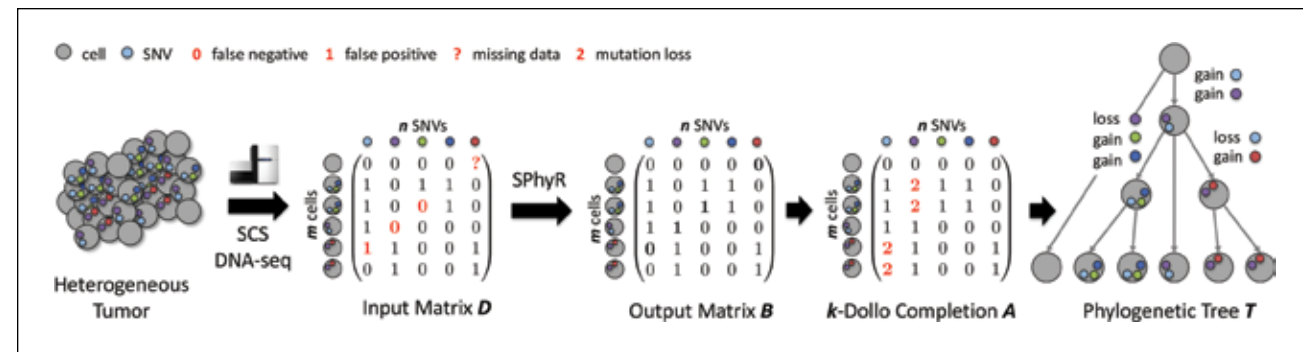 cell SNV 0 false negative 1 false positive ? missing data 2 mutation loss
Heterogeneous
Tumor
SCS
DNA-seq
n SNVs
m cells
0 0 0 0 ?
1 0 1 1 0
1 0 0 1 0
1 0 0 0 0
1 1 0 0 1
0 1 0 0 1
Input Matrix D
SPhyR
n SNVs
m cells
0 0 0 0 0
1 0 1 1 0
1 0 1 1 0
1 1 0 0 0
0 1 0 0 1
0 1 0 0 1
Output Matrix B
n SNVs
m cells
0 0 0 0 0
1 2 1 1 0
1 2 1 1 0
1 1 0 0 0
2 1 0 0 1
2 1 0 0 1
k-Dollo Completion A
gain
gain
loss
gain
gain
loss
gain
Phylogenetic Tree T